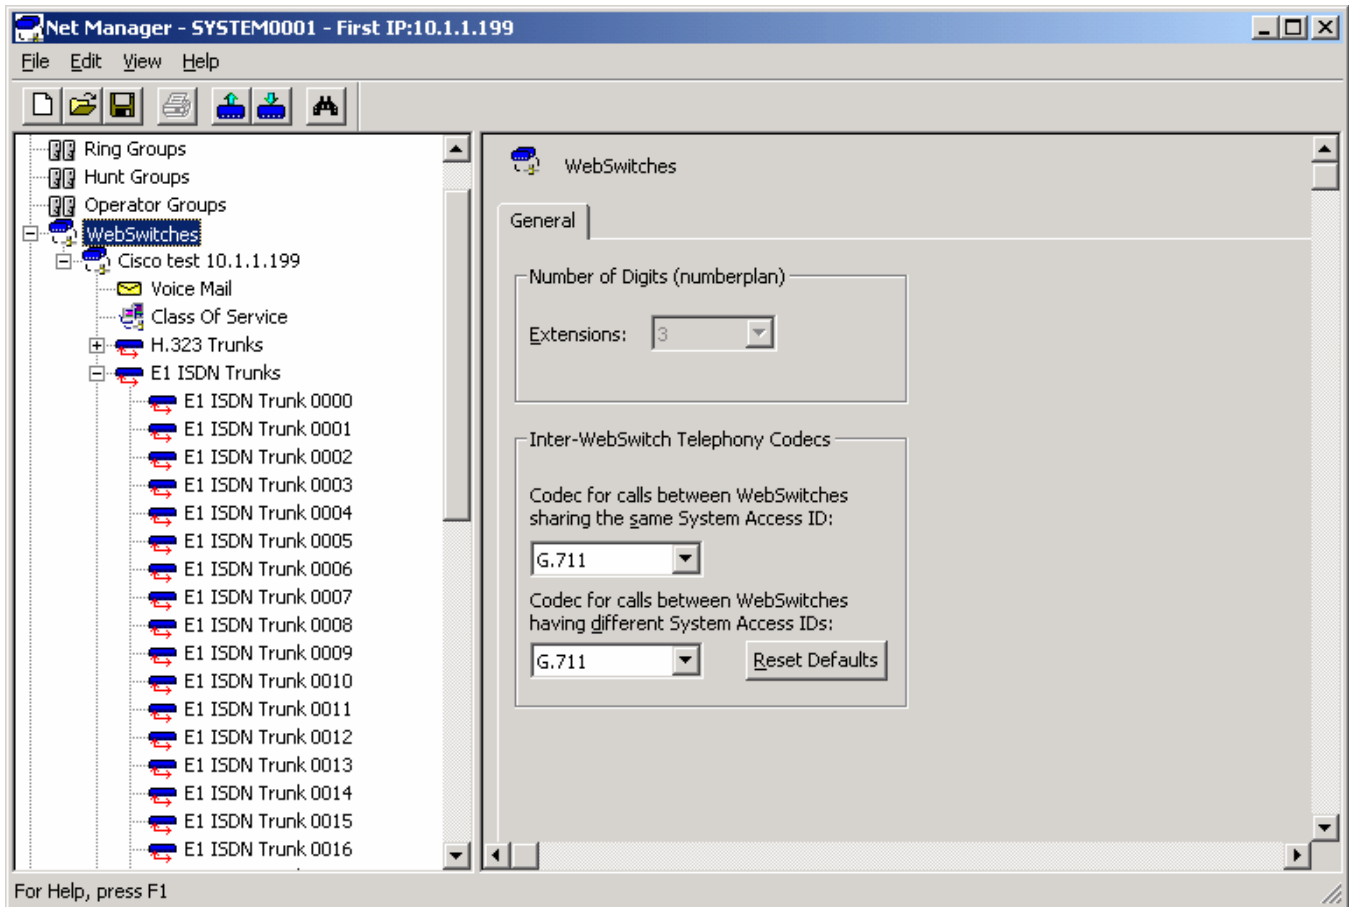 Net Manager - SYSTEM0001 - First IP:10.1.1.199
File Edit View Help
Ring Groups
Hunt Groups
Operator Groups
WebSwitches
Cisco test 10.1.1.199
Voice Mail
Class Of Service
H.323 Trunks
E1 ISDN Trunks
E1 ISDN Trunk 0000
E1 ISDN Trunk 0001
E1 ISDN Trunk 0002
E1 ISDN Trunk 0003
E1 ISDN Trunk 0004
E1 ISDN Trunk 0005
E1 ISDN Trunk 0006
E1 ISDN Trunk 0007
E1 ISDN Trunk 0008
E1 ISDN Trunk 0009
E1 ISDN Trunk 0010
E1 ISDN Trunk 0011
E1 ISDN Trunk 0012
E1 ISDN Trunk 0013
E1 ISDN Trunk 0014
E1 ISDN Trunk 0015
E1 ISDN Trunk 0016
WebSwitches
General
Number of Digits (numberplan)
Extensions: 3
Inter-WebSwitch Telephony Codecs
Codec for calls between WebSwitches
sharing the same System Access ID:
G.711
Codec for calls between WebSwitches
having different System Access IDs:
G.711 Reset Defaults
For Help, press F1